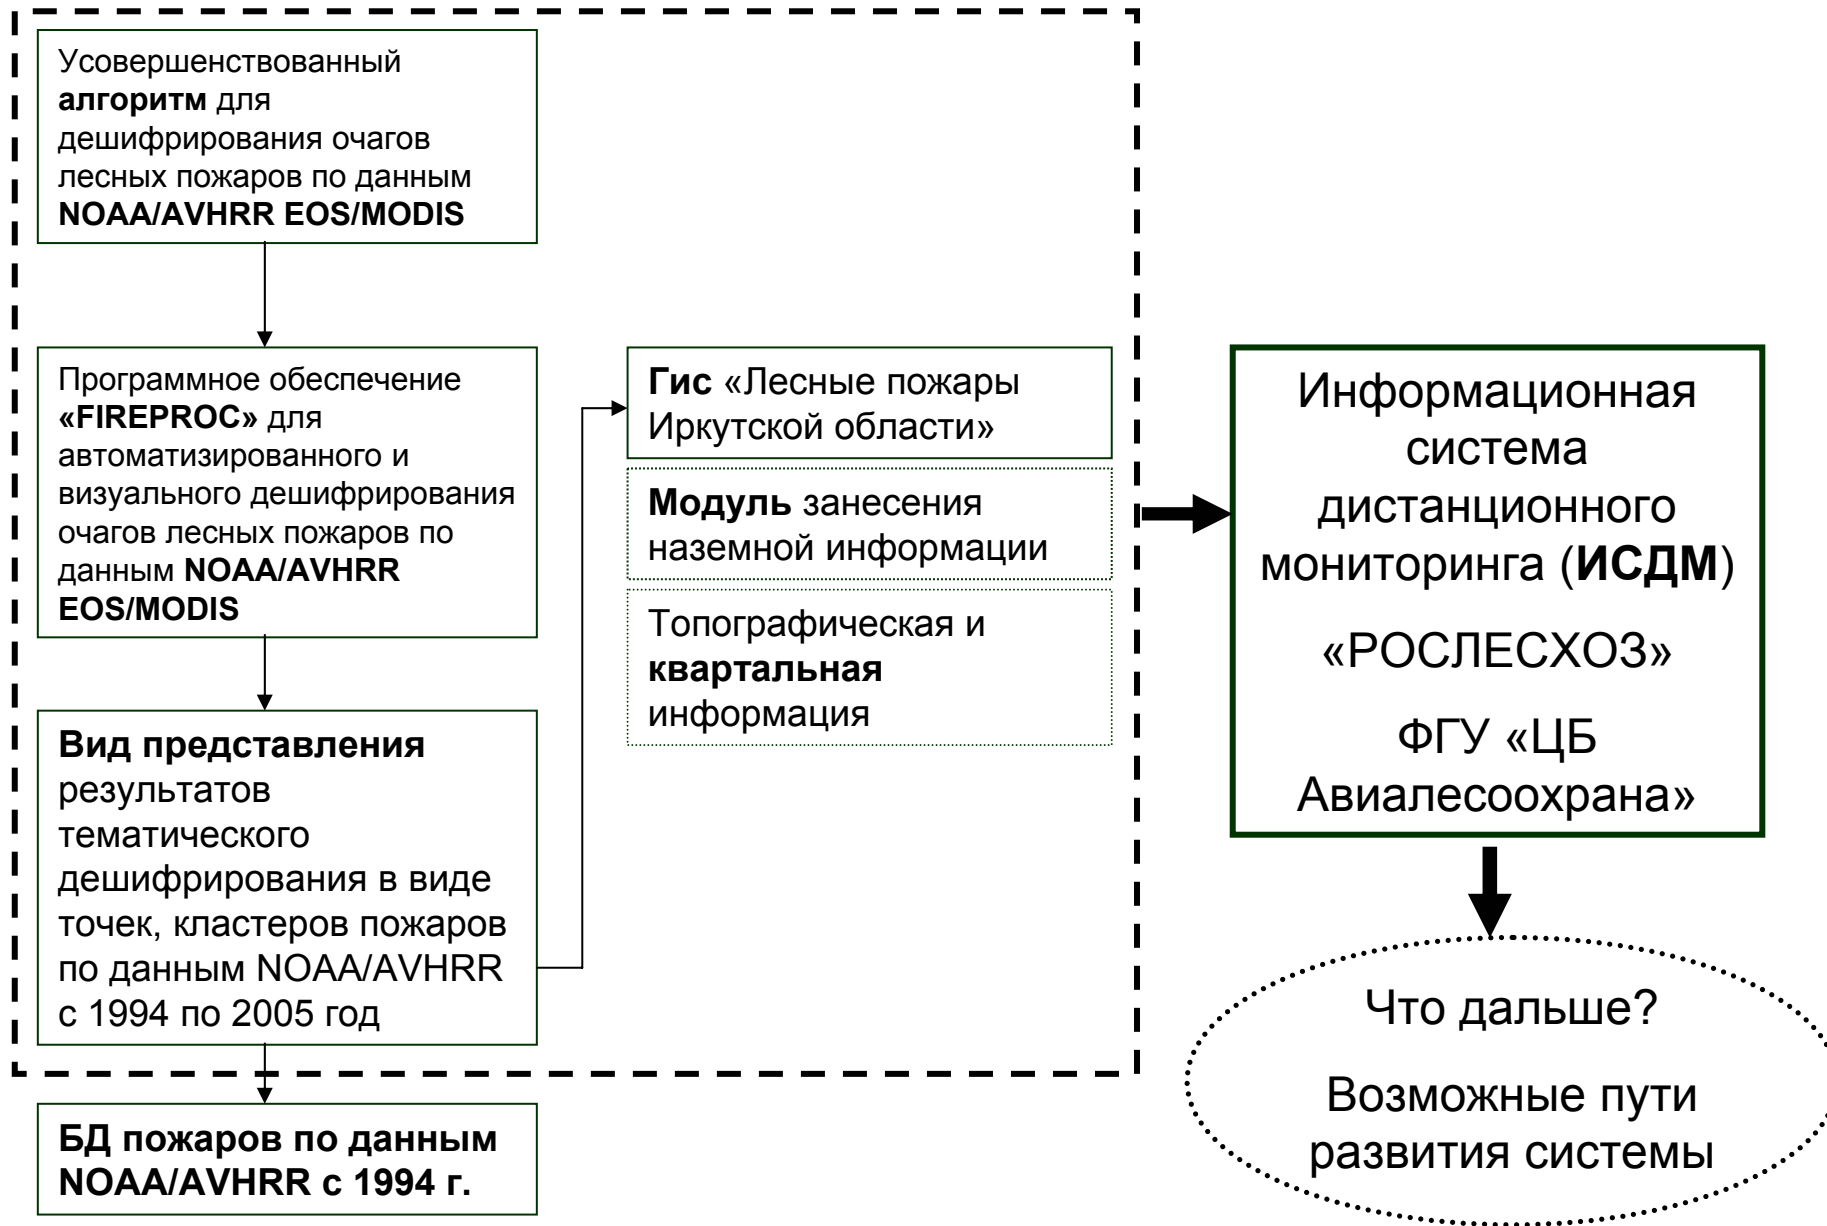 Усовершенствованный
алгоритм для
дешифрирования очагов
лесных пожаров по данным
NOAA/AVHRR EOS/MODIS
Программное обеспечение
«FIREPROC» для
автоматизированного и
визуального дешифрирования
очагов лесных пожаров по
данным NOAA/AVHRR
EOS/MODIS
Вид представления
результатов
тематического
дешифрирования в виде
точек, кластеров пожаров
по данным NOAA/AVHRR
с 1994 по 2005 год
БД пожаров по данным
NOAA/AVHRR с 1994 г.
Гис «Лесные пожары
Иркутской области»
Модуль занесения
наземной информации
Топографическая и
квартальная
информация
Информационная
система
дистанционного
мониторинга (ИСДМ)
«РОСЛЕСХОЗ»
ФГУ «ЦБ
Авиалесоохрана»
Что дальше?
Возможные пути
развития системы